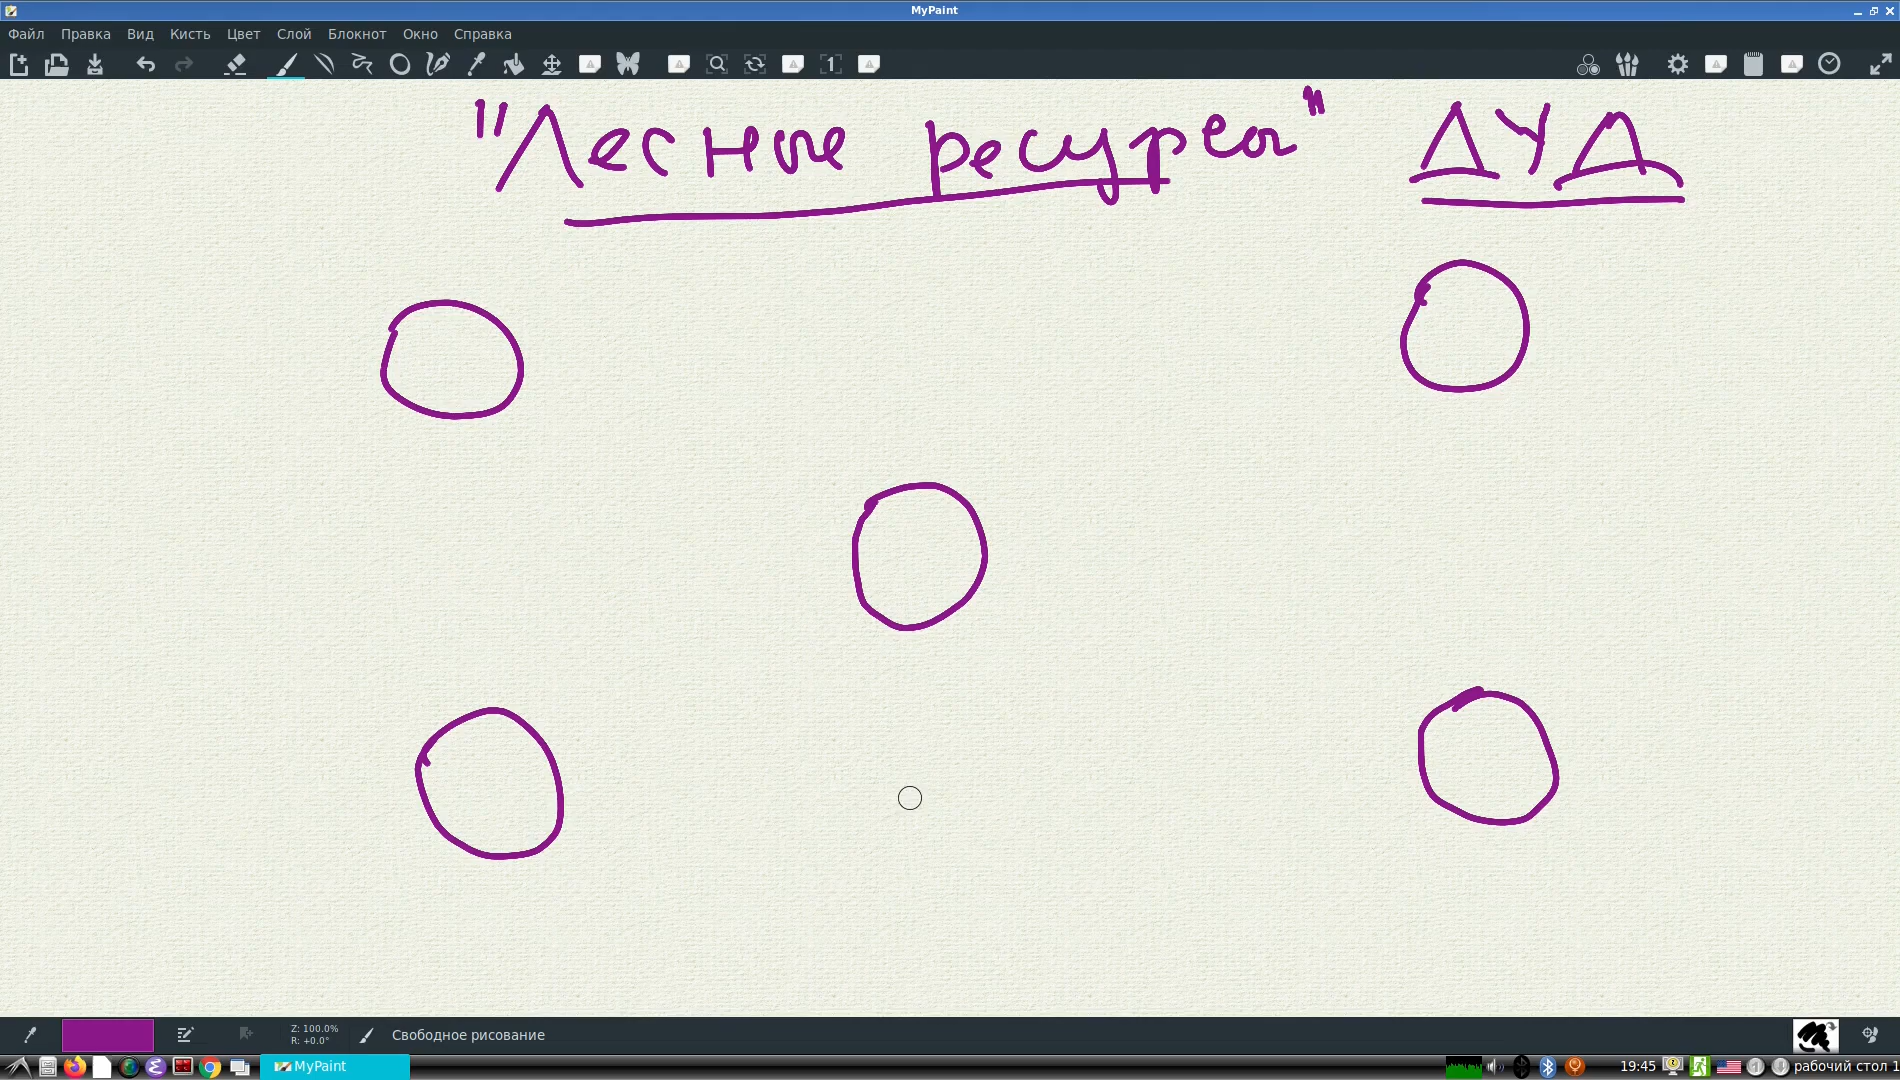 MyPaint
Файл Правка Вид Кисть Цвет Слой Блокнот Окно Справка
"Лесные ресурсы" ДУД
Z: 100.0%
R: +0.0°
Свободное рисование
MyPaint
19:45
рабочий стол 1